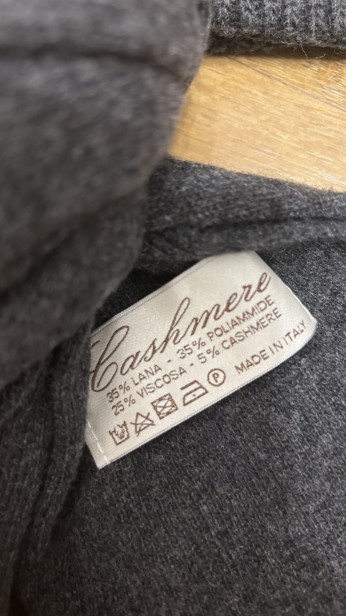 Cashmere
35% LANA - 35% POLIAMMIDE
25% VISCOSA - 5% CASHMERE
P MADE IN ITALY